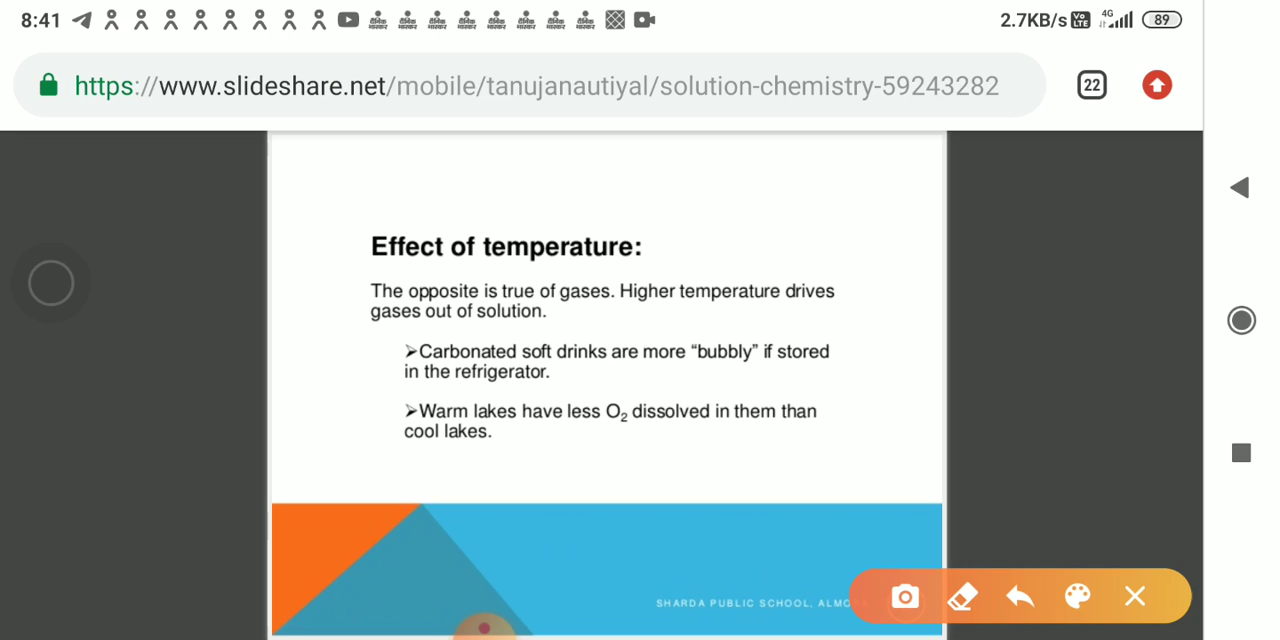 8:41 2.7KB/s Vo LTE 4G 89
https://www.slideshare.net/mobile/tanujanautiyal/solution-chemistry-59243282 22
Effect of temperature:
The opposite is true of gases. Higher temperature drives
gases out of solution.
➢Carbonated soft drinks are more “bubbly” if stored
in the refrigerator.
➢Warm lakes have less O₂ dissolved in them than
cool lakes.
SHARDA PUBLIC SCHOOL, ALMO